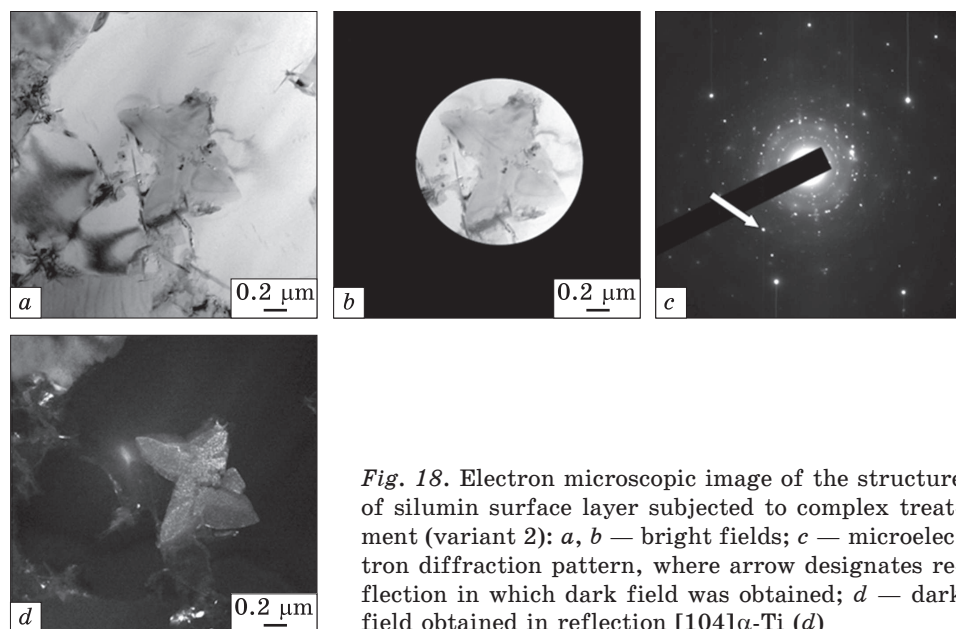 a
0.2 μm
b
0.2 μm
c
d
0.2 μm
Fig. 18. Electron microscopic image of the structure
of silumin surface layer subjected to complex treat
ment (variant 2): a, b — bright fields; c — microelec
tron diffraction pattern, where arrow designates re
flection in which dark field was obtained; d — dark
field obtained in reflection [104]α-Ti (d)